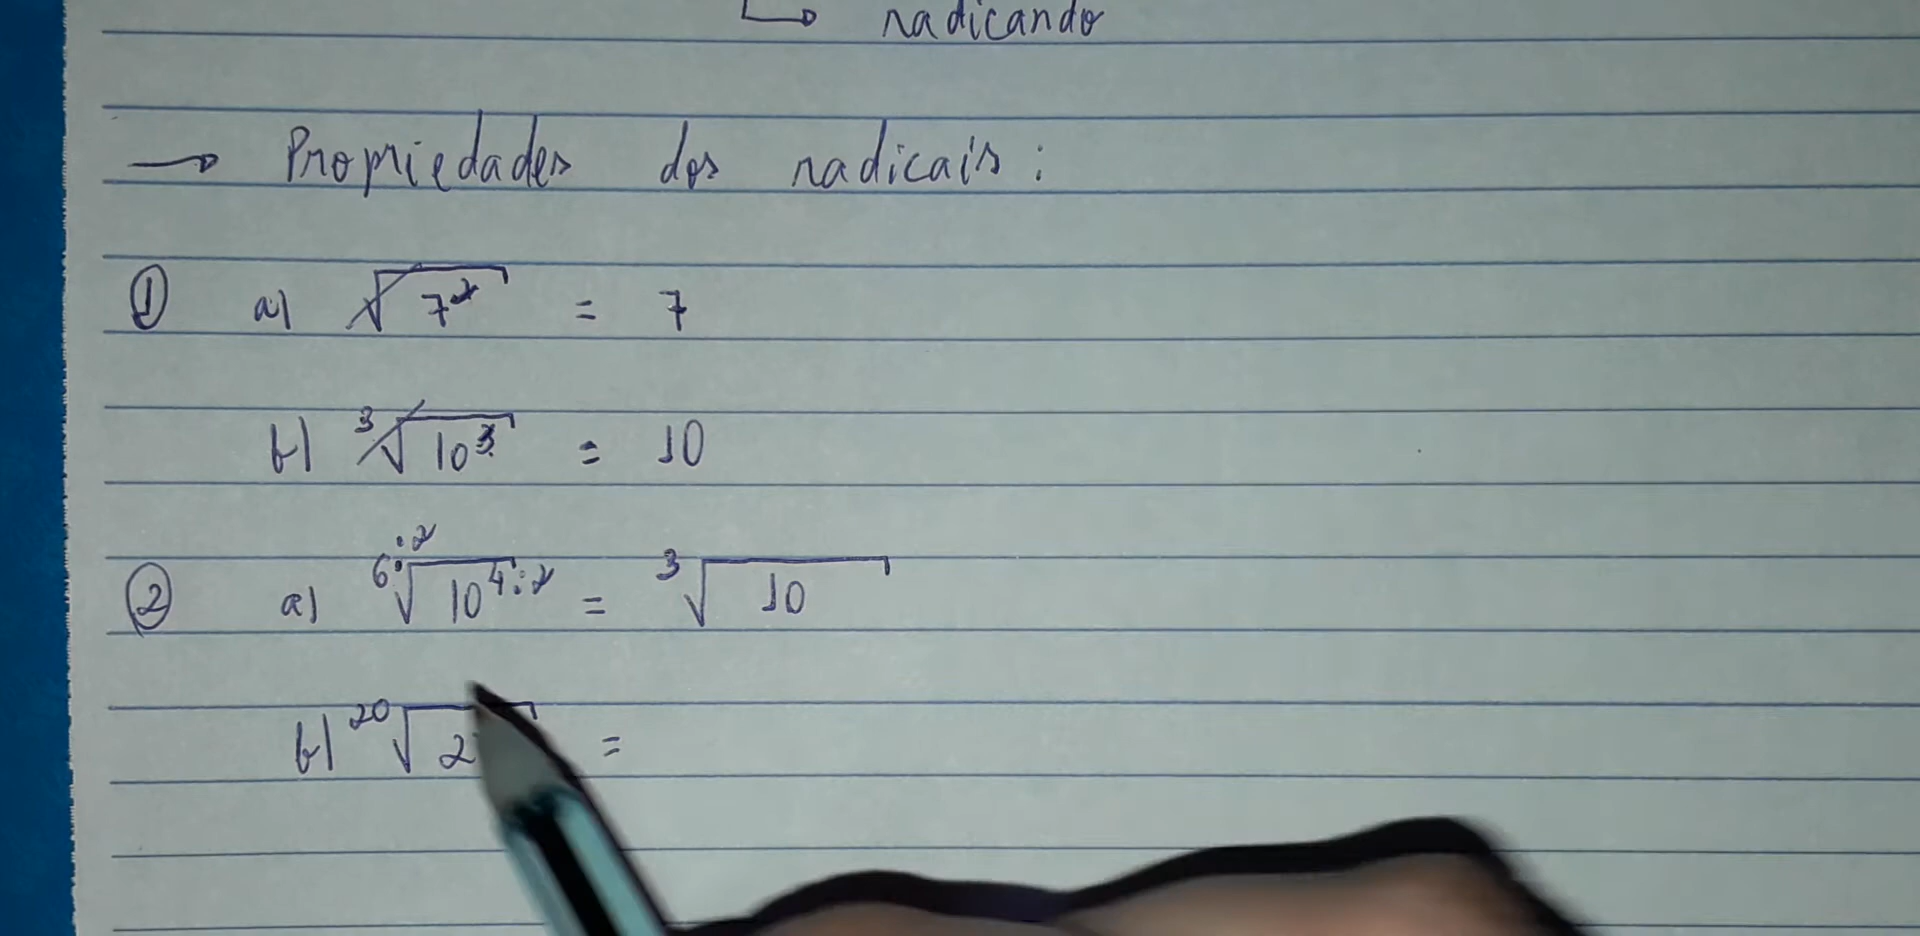 ↳ radicando
→ Propriedades dos radicais:
① a) √7² = 7
b) ³√10³ = 10
② a) ⁶:²√10⁴:² = ³√10
b) ²⁰√2 =